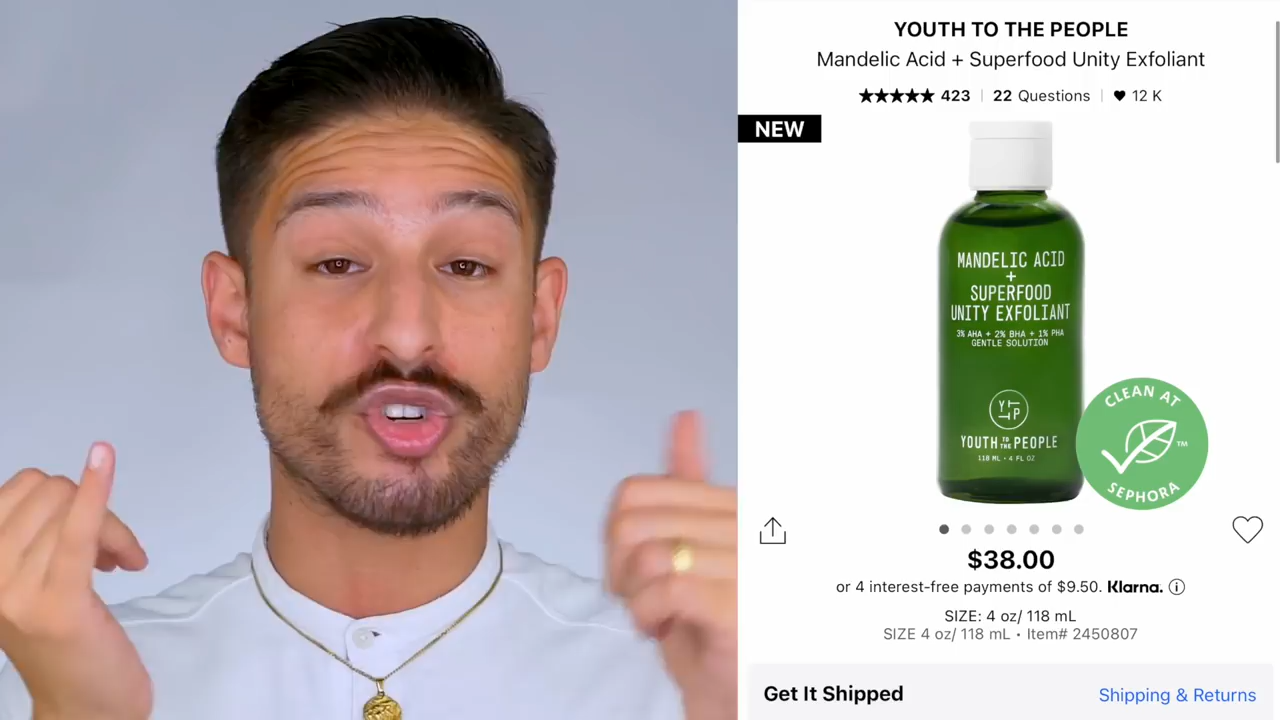 YOUTH TO THE PEOPLE
Mandelic Acid + Superfood Unity Exfoliant
★★★★★ 423 | 22 Questions | ♥ 12 K
NEW
MANDELIC ACID
+
SUPERFOOD
UNITY EXFOLIANT
3% AHA + 2% BHA + 1% PHA
GENTLE SOLUTION
YTTP
YOUTH TO THE PEOPLE
118 ML • 4 FL OZ
CLEAN AT
SEPHORA
TM
$38.00
or 4 interest-free payments of $9.50. Klarna.
SIZE: 4 oz/ 118 mL
SIZE 4 oz/ 118 mL • Item# 2450807
Get It Shipped
Shipping & Returns